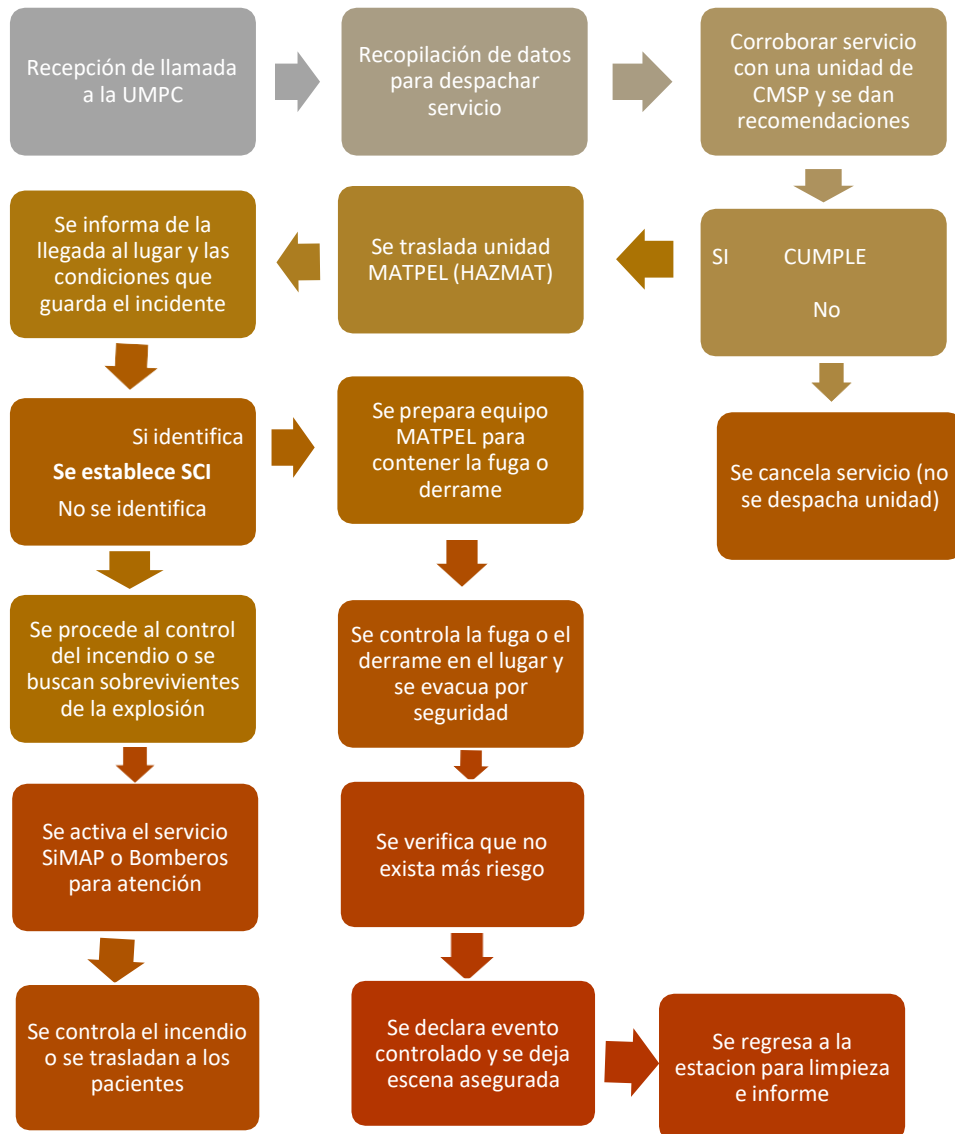 Recepción de llamada
a la UMPC
Recopilación de datos
para despachar
servicio
Corroborar servicio
con una unidad de
CMSP y se dan
recomendaciones
SI CUMPLE
No
Se traslada unidad
MATPEL (HAZMAT)
Se informa de la
llegada al lugar y las
condiciones que
guarda el incidente
Se cancela servicio (no
se despacha unidad)
Si identifica
Se establece SCI
No se identifica
Se prepara equipo
MATPEL para
contener la fuga o
derrame
Se controla la fuga o el
derrame en el lugar y
se evacua por
seguridad
Se verifica que no
exista más riesgo
Se declara evento
controlado y se deja
escena asegurada
Se regresa a la
estacion para limpieza
e informe
Se procede al control
del incendio o se
buscan sobrevivientes
de la explosión
Se activa el servicio
SiMAP o Bomberos
para atención
Se controla el incendio
o se trasladan a los
pacientes